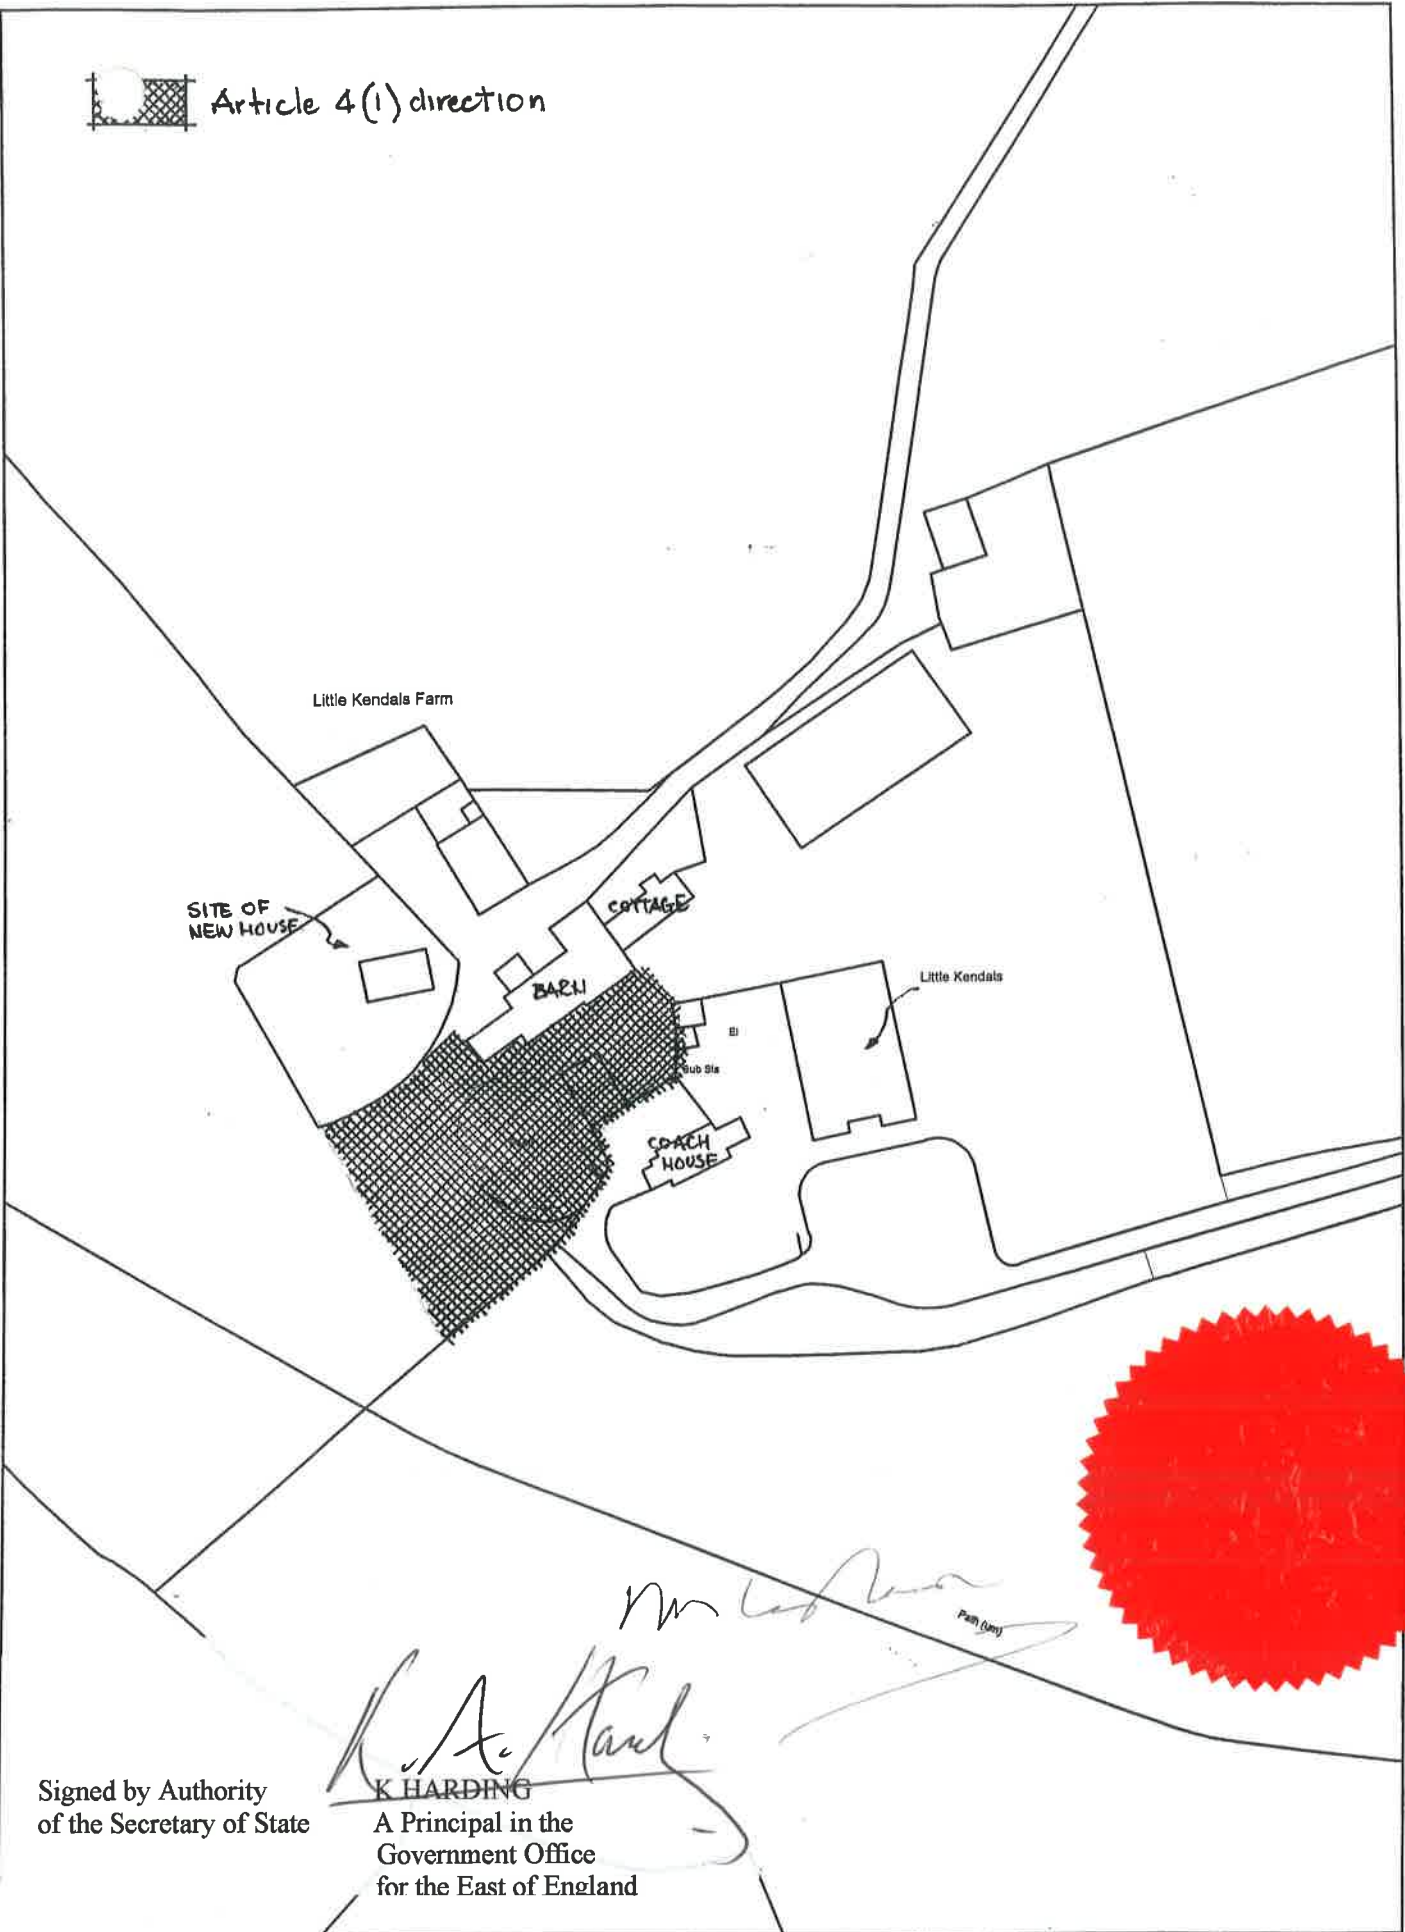 Article 4(1) direction
Little Kendals Farm
SITE OF
NEW HOUSE
COTTAGE
BARN
Little Kendals
El
Sub Sta
COACH
HOUSE
Path (um)
K. A. Hard
Signed by Authority
of the Secretary of State
K HARDING
A Principal in the
Government Office
for the East of England